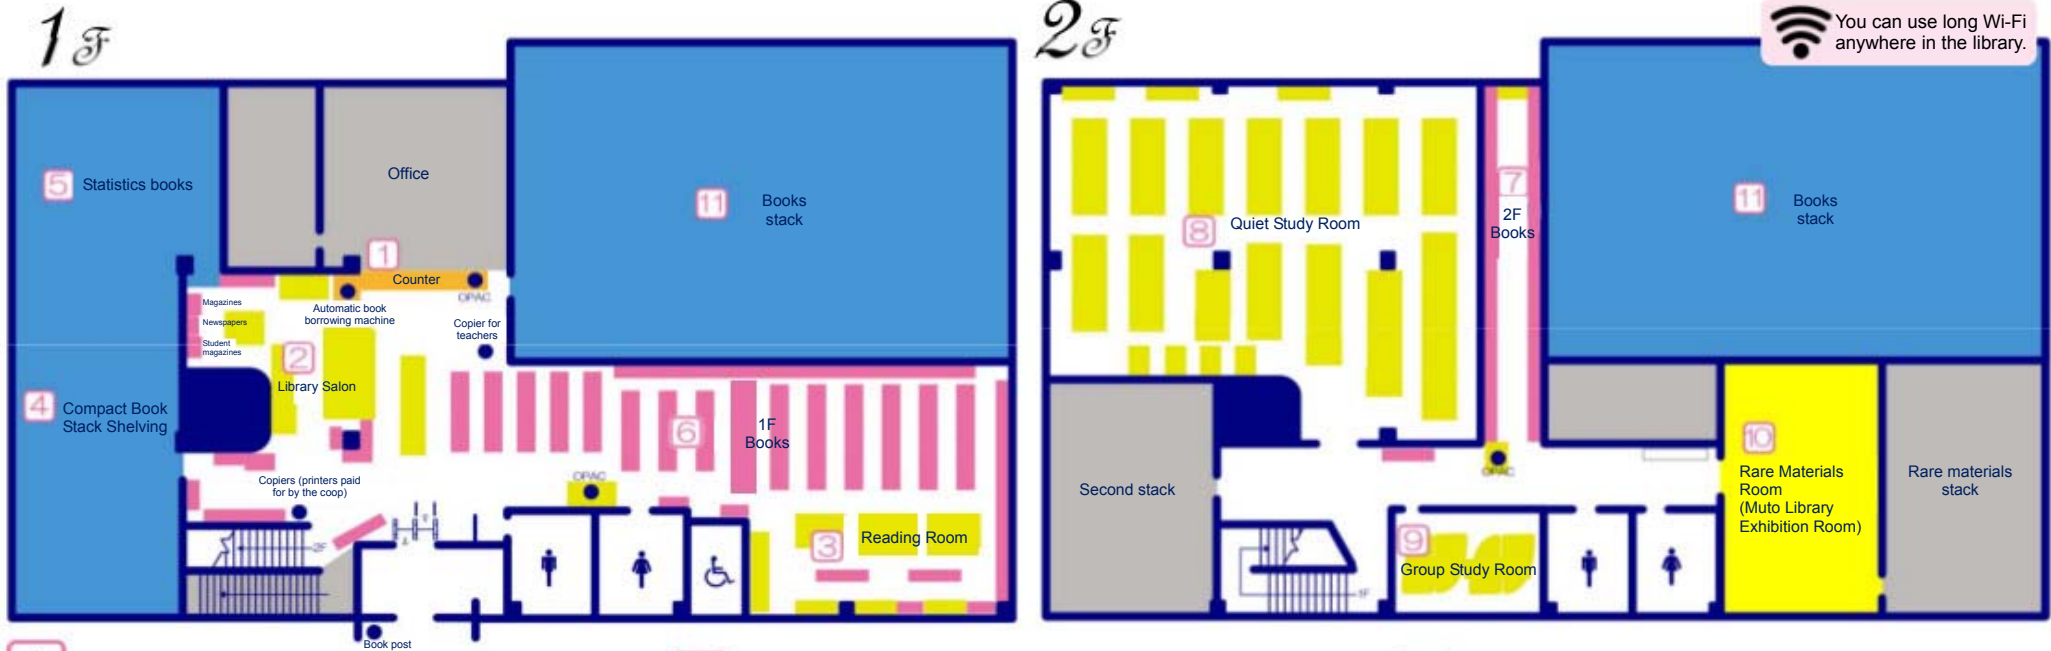 1F
2F
You can use long Wi-Fi
anywhere in the library.
5
Statistics books
Office
11
Books
stack
1
Counter
OPAC
Automatic book
borrowing machine
Copier for
teachers
Magazines
Newspapers
Student
magazines
2
Library Salon
4
Compact Book
Stack Shelving
6
1F
Books
Copiers (printers paid
for by the coop)
OPAC
2F
3
Reading Room
Book post
8
Quiet Study Room
7
2F
Books
11
Books
stack
Second stack
OPAC
10
Rare Materials
Room
(Muto Library
Exhibition Room)
Rare materials
stack
9
Group Study Room
1F